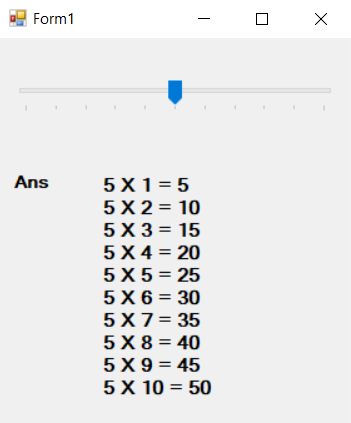 Form1
Ans
5 X 1 = 5
5 X 2 = 10
5 X 3 = 15
5 X 4 = 20
5 X 5 = 25
5 X 6 = 30
5 X 7 = 35
5 X 8 = 40
5 X 9 = 45
5 X 10 = 50